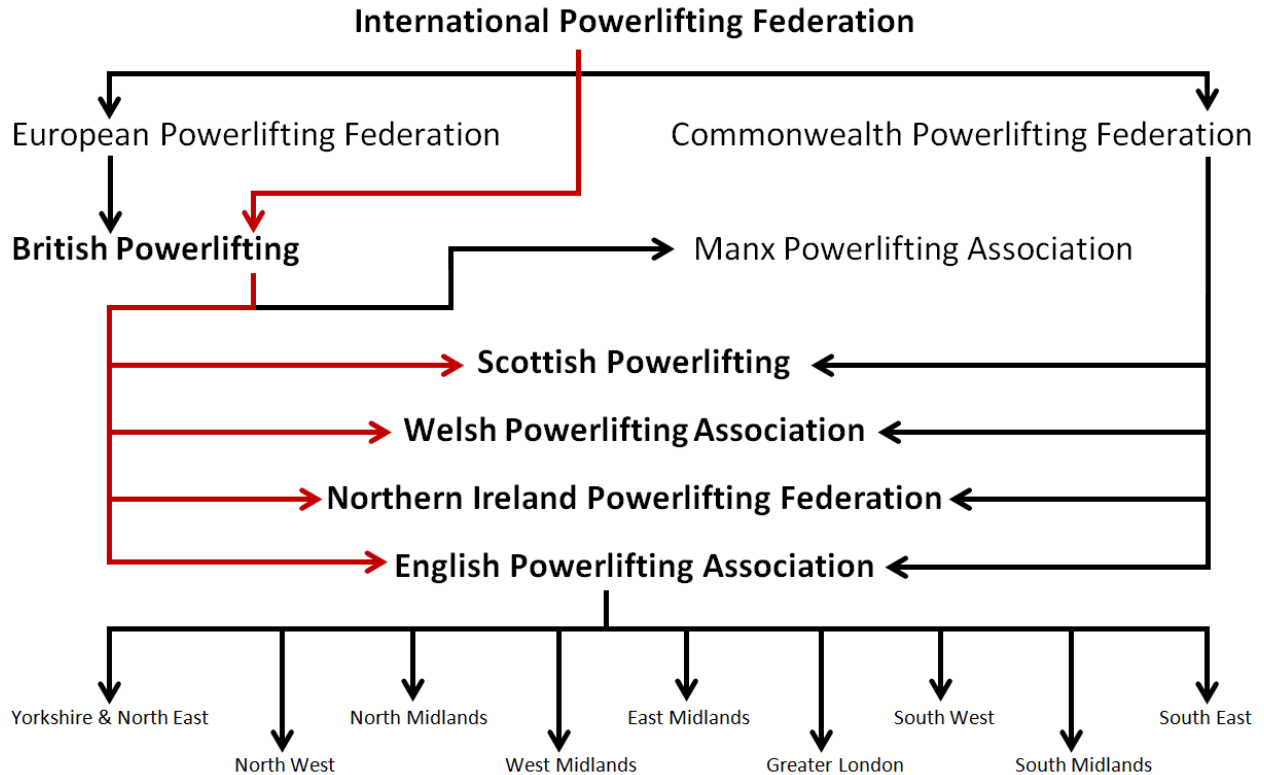 International Powerlifting Federation
European Powerlifting Federation
Commonwealth Powerlifting Federation
British Powerlifting
Manx Powerlifting Association
Scottish Powerlifting
Welsh Powerlifting Association
Northern Ireland Powerlifting Federation
English Powerlifting Association
Yorkshire & North East
North Midlands
East Midlands
South West
South East
North West
West Midlands
Greater London
South Midlands